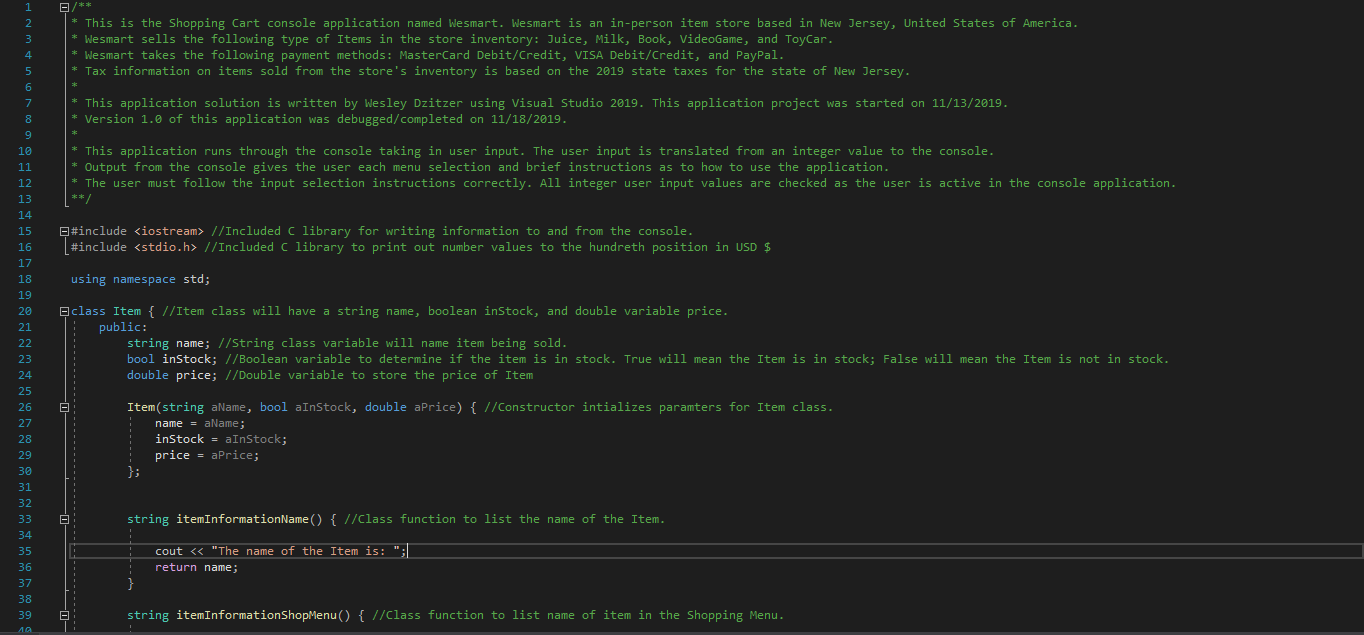 1 /**
2 * This is the Shopping Cart console application named Wesmart. Wesmart is an in-person item store based in New Jersey, United States of America.
3 * Wesmart sells the following type of Items in the store inventory: Juice, Milk, Book, VideoGame, and ToyCar.
4 * Wesmart takes the following payment methods: MasterCard Debit/Credit, VISA Debit/Credit, and PayPal.
5 * Tax information on items sold from the store's inventory is based on the 2019 state taxes for the state of New Jersey.
6 *
7 * This application solution is written by Wesley Dzitzer using Visual Studio 2019. This application project was started on 11/13/2019.
8 * Version 1.0 of this application was debugged/completed on 11/18/2019.
9 *
10 * This application runs through the console taking in user input. The user input is translated from an integer value to the console.
11 * Output from the console gives the user each menu selection and brief instructions as to how to use the application.
12 * The user must follow the input selection instructions correctly. All integer user input values are checked as the user is active in the console application.
13 **/
14
15 #include <iostream> //Included C library for writing information to and from the console.
16 #include <stdio.h> //Included C library to print out number values to the hundreth position in USD $
17
18 using namespace std;
19
20 class Item { //Item class will have a string name, boolean inStock, and double variable price.
21 public:
22 string name; //String class variable will name item being sold.
23 bool inStock; //Boolean variable to determine if the item is in stock. True will mean the Item is in stock; False will mean the Item is not in stock.
24 double price; //Double variable to store the price of Item
25
26 Item(string aName, bool aInStock, double aPrice) { //Constructor intializes paramters for Item class.
27 name = aName;
28 inStock = aInStock;
29 price = aPrice;
30 };
31
32
33 string itemInformationName() { //Class function to list the name of the Item.
34
35 cout << "The name of the Item is: ";
36 return name;
37 }
38
39 string itemInformationShopMenu() { //Class function to list name of item in the Shopping Menu.
40